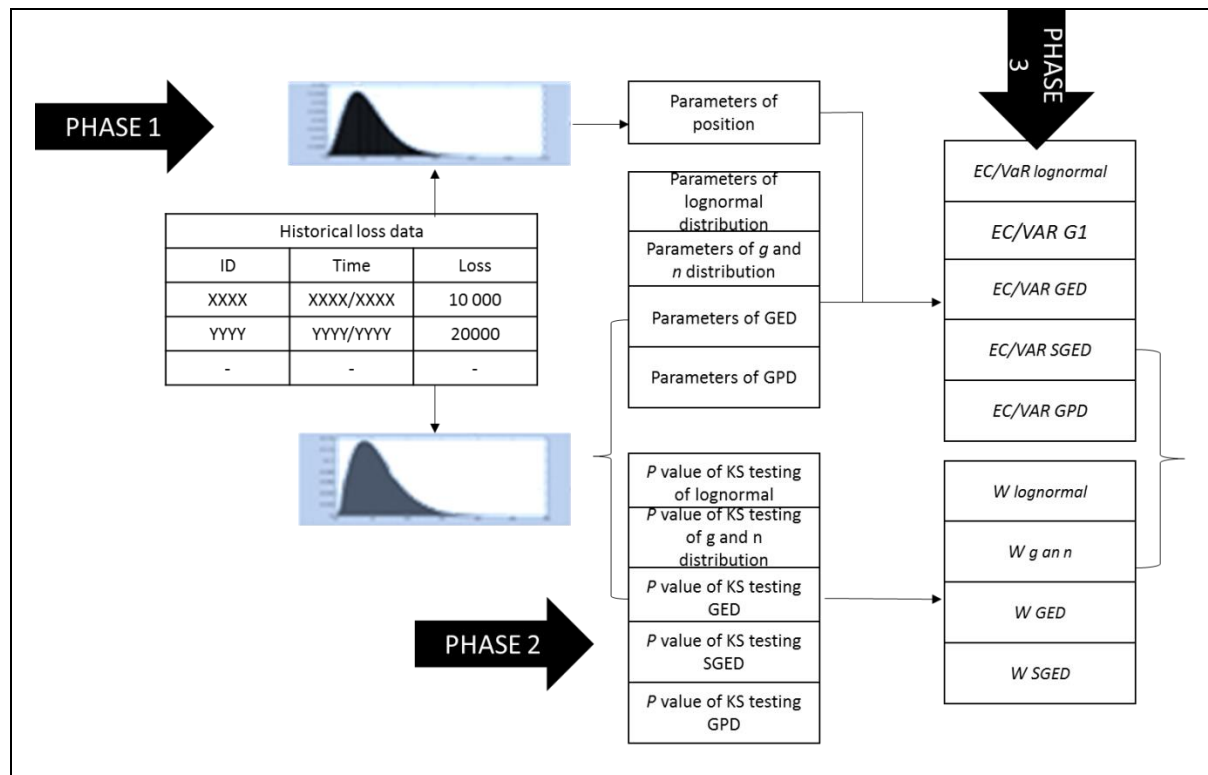 PHASE 1
Parameters of
position
Historical loss data
ID Time Loss
XXXX XXXX/XXXX 10 000
YYYY YYYY/YYYY 20000
- - -
Parameters of
lognormal
distribution
Parameters of g and
n distribution
Parameters of GED
Parameters of GPD
PHASE 2
P value of KS testing
of lognormal
P value of KS testing
of g and n
distribution
P value of KS testing
GED
P value of KS testing
SGED
P value of KS testing
GPD
PHASE
3
EC/VaR lognormal
EC/VAR G1
EC/VAR GED
EC/VAR SGED
EC/VAR GPD
W lognormal
W g an n
W GED
W SGED